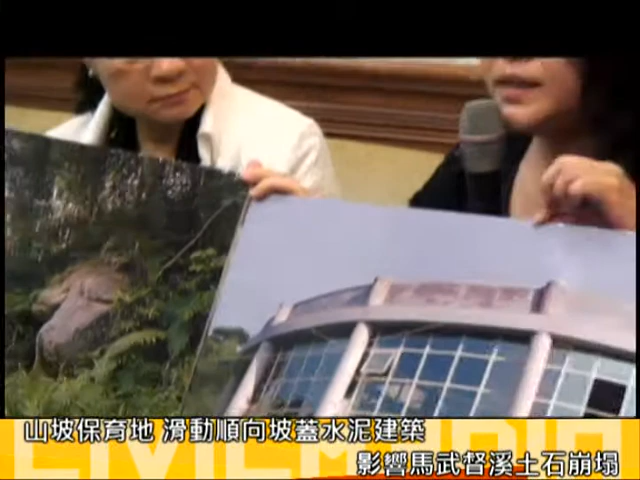 山坡保育地 滑動順向坡蓋水泥建築
影響馬武督溪土石崩塌